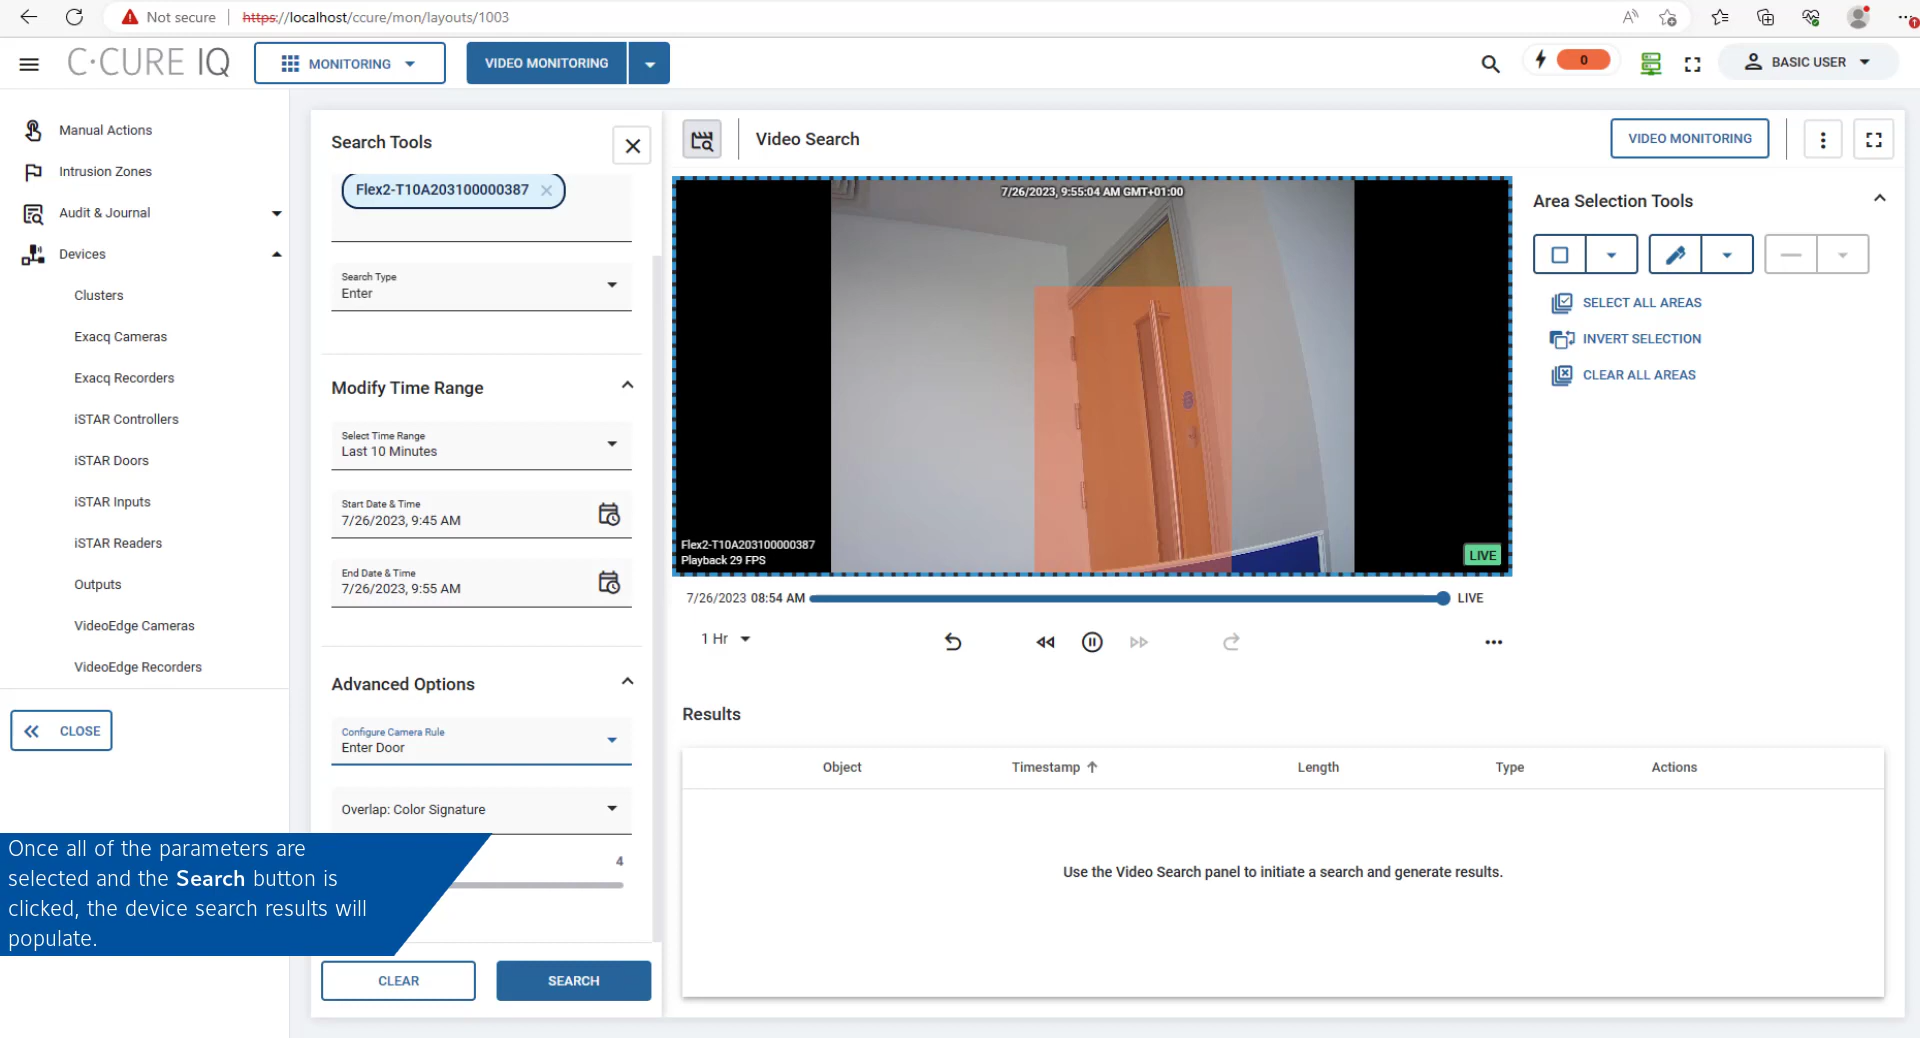 Not secure
https://localhost/ccure/mon/layouts/1003
C·CURE IQ
MONITORING
VIDEO MONITORING
0
BASIC USER
Manual Actions
Intrusion Zones
Audit & Journal
Devices
Clusters
Exacq Cameras
Exacq Recorders
iSTAR Controllers
iSTAR Doors
iSTAR Inputs
iSTAR Readers
Outputs
VideoEdge Cameras
VideoEdge Recorders
CLOSE
Search Tools
Flex2-T10A203100000387
Search Type
Enter
Modify Time Range
Select Time Range
Last 10 Minutes
Start Date & Time
7/26/2023, 9:45 AM
End Date & Time
7/26/2023, 9:55 AM
Advanced Options
Configure Camera Rule
Enter Door
Overlap: Color Signature
4
CLEAR
SEARCH
Once all of the parameters are
selected and the Search button is
clicked, the device search results will
populate.
Video Search
VIDEO MONITORING
7/26/2023, 9:55:04 AM GMT+01:00
Flex2-T10A203100000387
Playback 29 FPS
LIVE
7/26/2023 08:54 AM
LIVE
1 Hr
Area Selection Tools
SELECT ALL AREAS
INVERT SELECTION
CLEAR ALL AREAS
Results
Object
Timestamp
Length
Type
Actions
Use the Video Search panel to initiate a search and generate results.